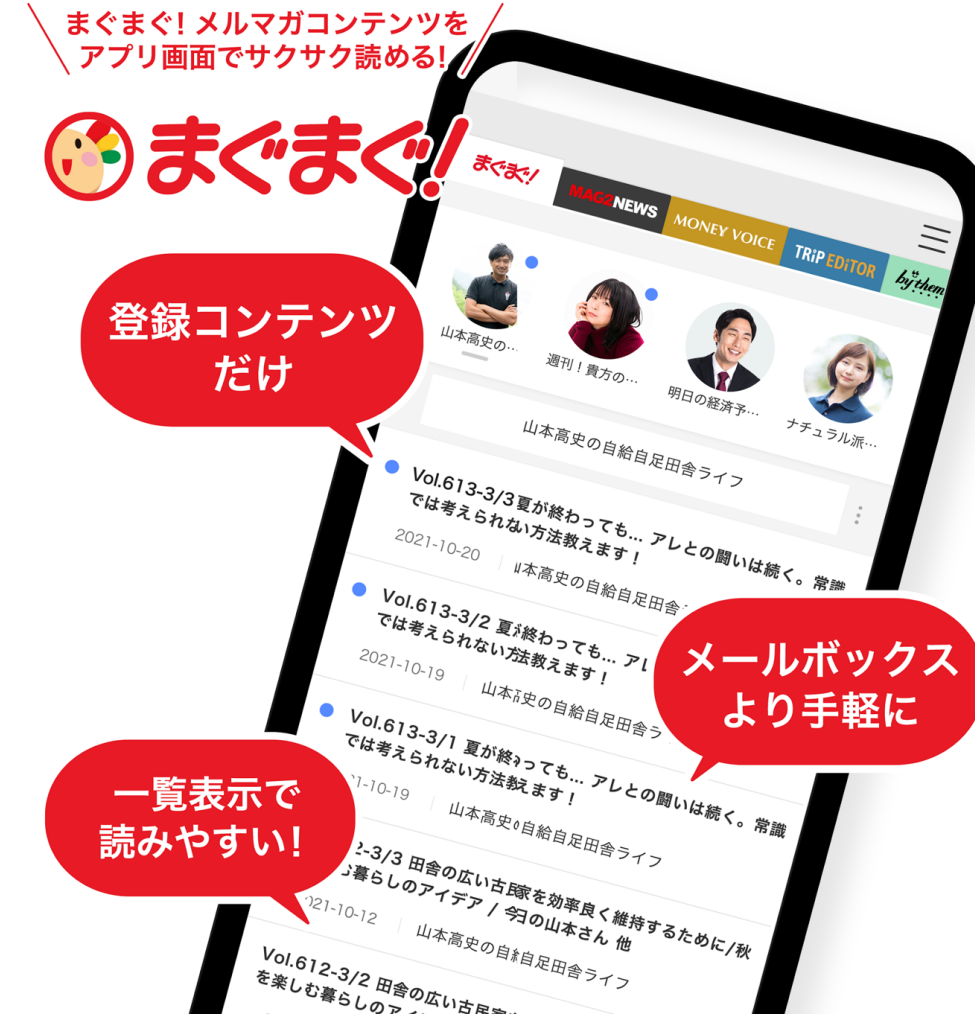 まぐまぐ! メルマガコンテンツを
アプリ画面でサクサク読める!
まぐまぐ!
まぐまぐ!
MAG2NEWS
MONEY VOICE
TRiP EDiTOR
by them
登録コンテンツ
だけ
山本高史の…
週刊！貴方の…
明日の経済予…
ナチュラル派…
山本高史の自給自足田舎ライフ
Vol.613-3/3夏が終わっても... アレとの闘いは続く。常識
では考えられない方法教えます！
2021-10-20
山本高史の自給自足田舎
Vol.613-3/2 夏が終わっても... アレ
では考えられない方法教えます！
2021-10-19
山本高史の自給自足田舎ラ
メールボックス
より手軽に
Vol.613-3/1 夏が終わっても... アレとの闘いは続く。常識
では考えられない方法教えます！
1-10-19
山本高史の自給自足田舎ライフ
一覧表示で
読みやすい!
2-3/3 田舎の広い古民家を効率良く維持するために/秋
暮らしのアイデア / 今日の山本さん 他
021-10-12
山本高史の自給自足田舎ライフ
Vol.612-3/2 田舎の広い古民家
を楽しむ暮らしのアイ